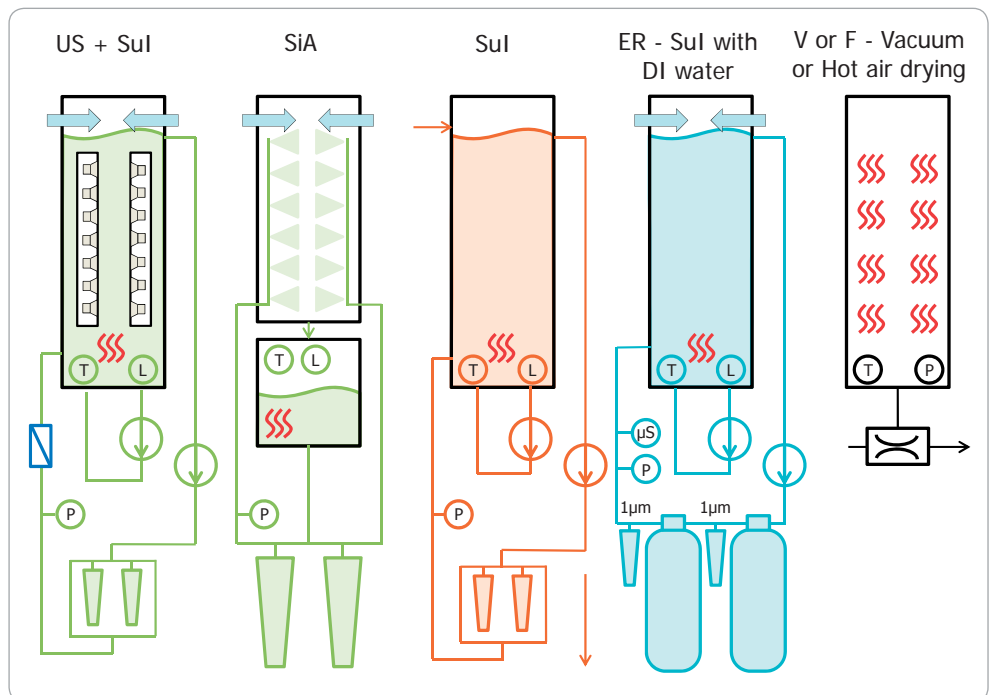 US + SuI
SiA
SuI
ER - SuI with
DI water
V or F - Vacuum
or Hot air drying
T
L
T
L
T
L
T
L
T
P
µS
P
P
P
P
1µm
1µm